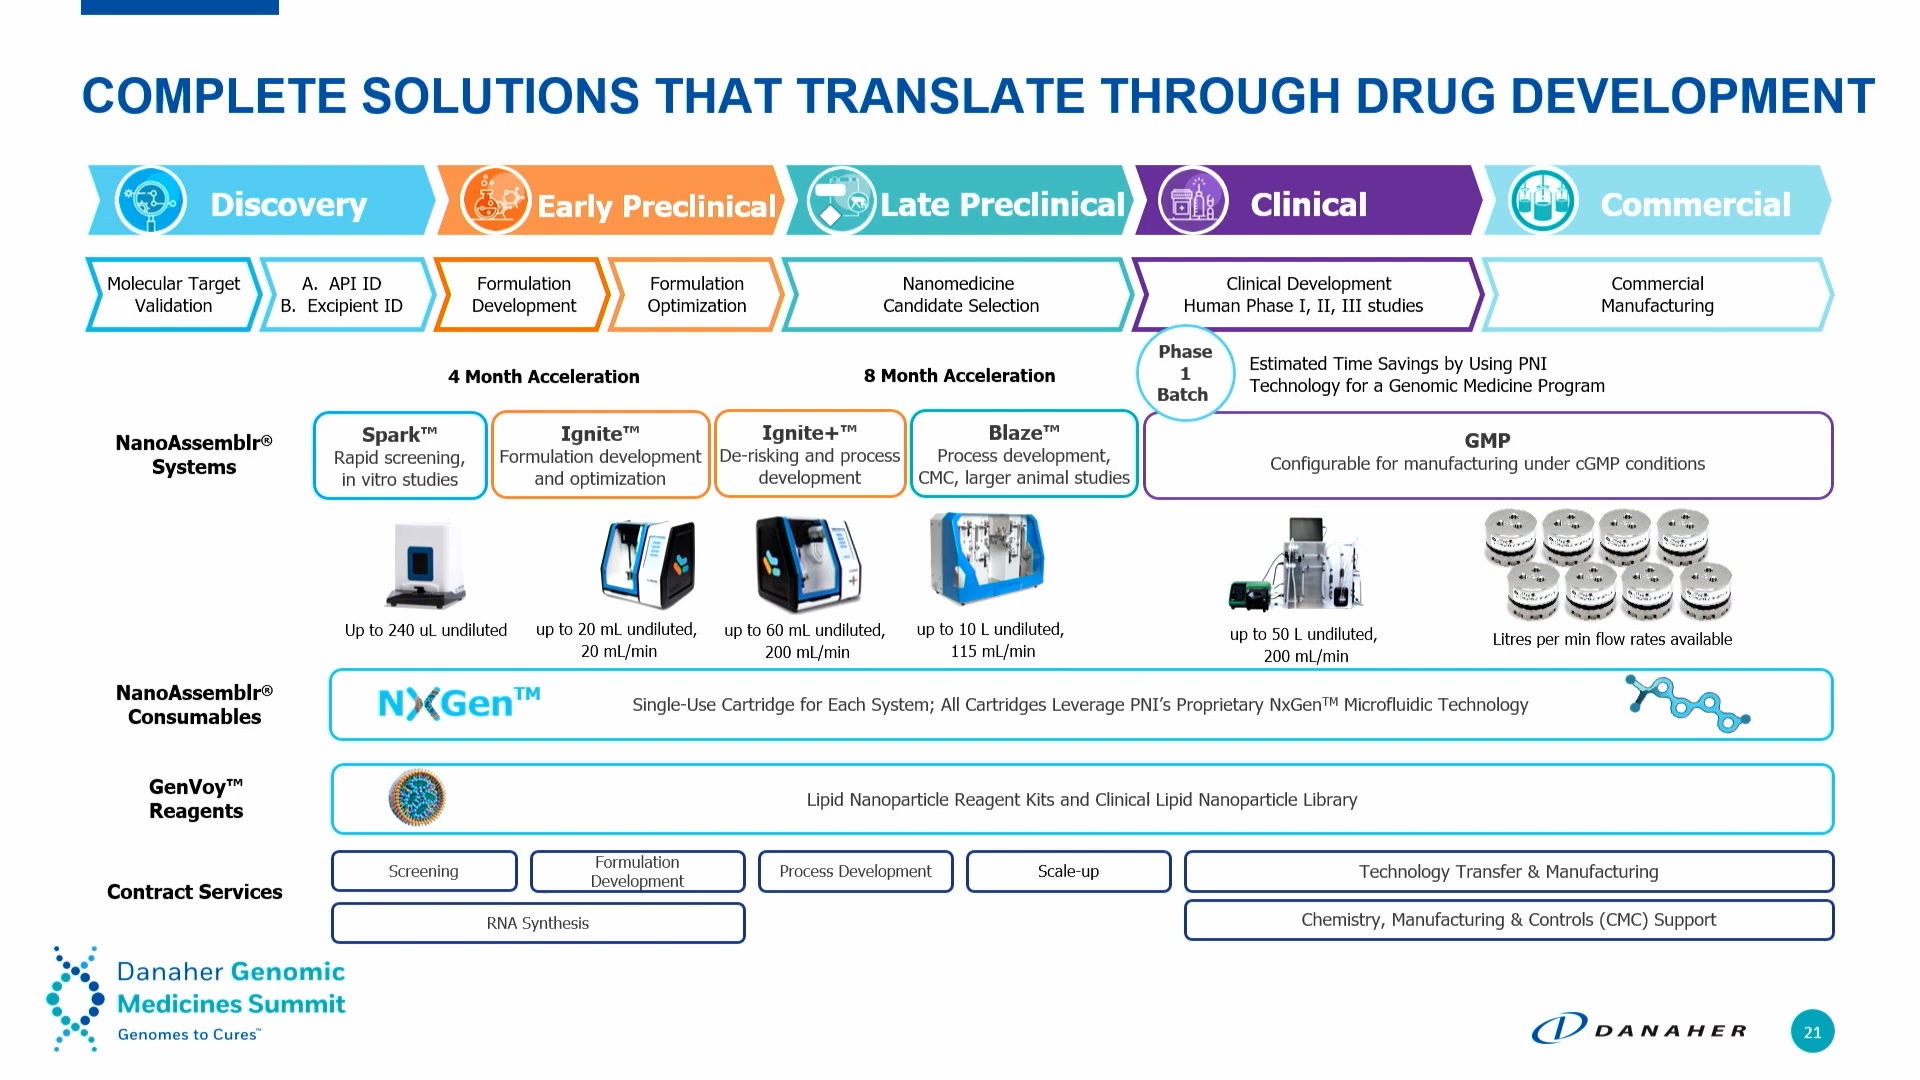 COMPLETE SOLUTIONS THAT TRANSLATE THROUGH DRUG DEVELOPMENT
Discovery
Early Preclinical
Late Preclinical
Clinical
Commercial
Molecular Target
Validation
A. API ID
B. Excipient ID
Formulation
Development
Formulation
Optimization
Nanomedicine
Candidate Selection
Clinical Development
Human Phase I, II, III studies
Commercial
Manufacturing
4 Month Acceleration
8 Month Acceleration
Phase
1
Batch
Estimated Time Savings by Using PNI
Technology for a Genomic Medicine Program
NanoAssemblr®
Systems
Spark™
Rapid screening,
in vitro studies
Ignite™
Formulation development
and optimization
Ignite+™
De-risking and process
development
Blaze™
Process development,
CMC, larger animal studies
GMP
Configurable for manufacturing under cGMP conditions
Up to 240 uL undiluted
up to 20 mL undiluted,
20 mL/min
up to 60 mL undiluted,
200 mL/min
up to 10 L undiluted,
115 mL/min
up to 50 L undiluted,
200 mL/min
Litres per min flow rates available
NanoAssemblr®
Consumables
NXGen™
Single-Use Cartridge for Each System; All Cartridges Leverage PNI’s Proprietary NxGen™ Microfluidic Technology
GenVoy™
Reagents
Lipid Nanoparticle Reagent Kits and Clinical Lipid Nanoparticle Library
Contract Services
Screening
Formulation
Development
Process Development
Scale-up
Technology Transfer & Manufacturing
RNA Synthesis
Chemistry, Manufacturing & Controls (CMC) Support
Danaher Genomic
Medicines Summit
Genomes to Cures™
DANAHER
21